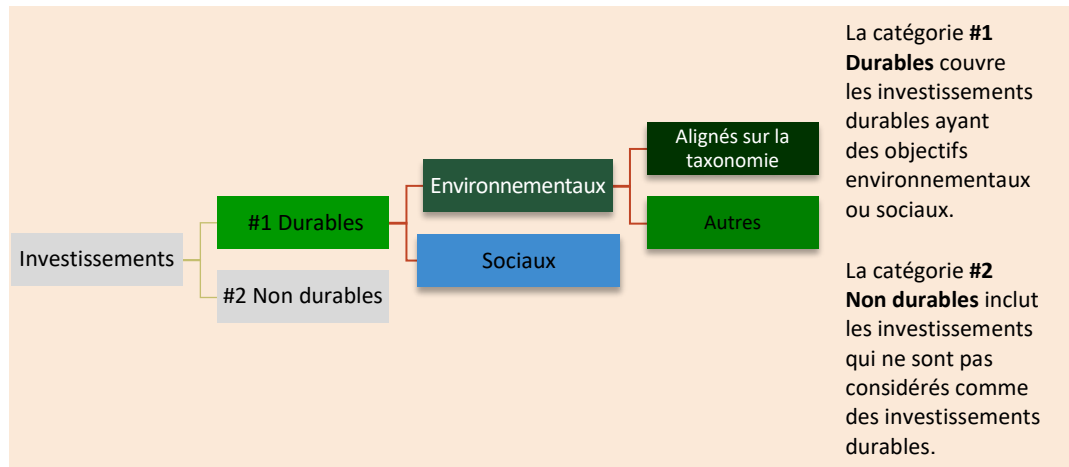 Investissements
#1 Durables
#2 Non durables
Environnementaux
Sociaux
Alignés sur la
taxonomie
Autres
La catégorie #1
Durables couvre
les investissements
durables ayant
des objectifs
environnementaux
ou sociaux.
La catégorie #2
Non durables inclut
les investissements
qui ne sont pas
considérés comme
des investissements
durables.